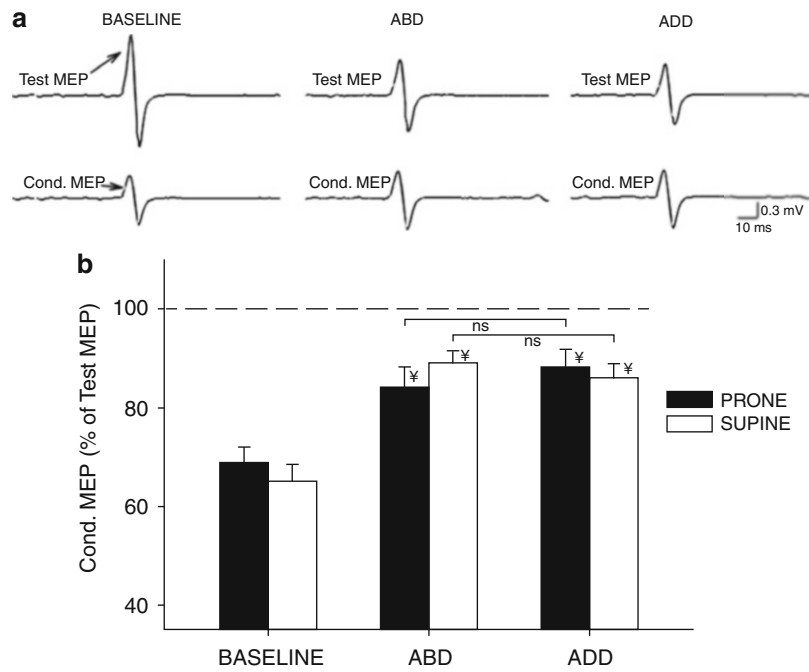 a
BASELINE
ABD
ADD
Test MEP
Test MEP
Test MEP
Cond. MEP
Cond. MEP
Cond. MEP
0.3 mV
10 ms
b
Cond. MEP (% of Test MEP)
100
80
60
40
ns
ns
¥
¥
¥
¥
PRONE
SUPINE
BASELINE
ABD
ADD